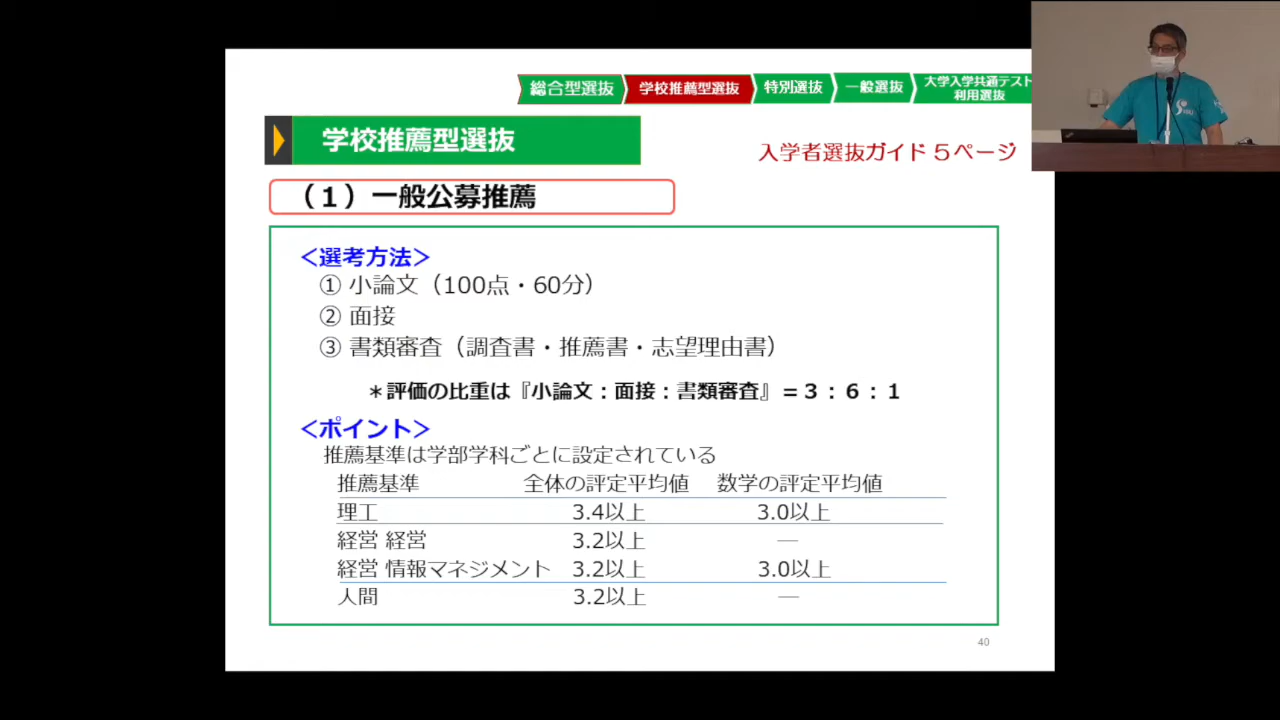 総合型選抜
学校推薦型選抜
特別選抜
一般選抜
大学入学共通テスト
利用選抜
学校推薦型選抜
入学者選抜ガイド5ページ
（1）一般公募推薦
＜選考方法＞
① 小論文（100点・60分）
② 面接
③ 書類審査（調査書・推薦書・志望理由書）
＊評価の比重は『小論文：面接：書類審査』＝3：6：1
＜ポイント＞
推薦基準は学部学科ごとに設定されている
推薦基準 全体の評定平均値 数学の評定平均値
理工 3.4以上 3.0以上
経営 経営 3.2以上 ―
経営 情報マネジメント 3.2以上 3.0以上
人間 3.2以上 ―
40